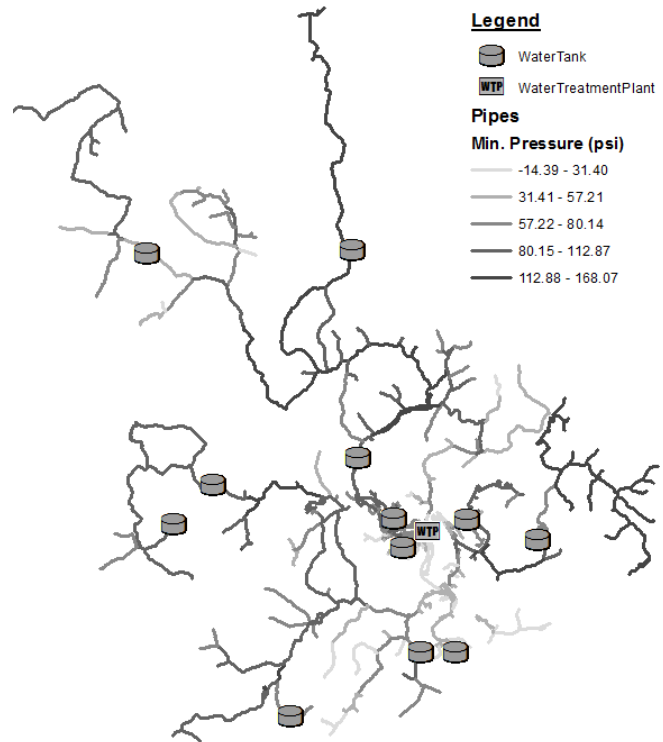 Legend
WaterTank
WTP WaterTreatmentPlant
Pipes
Min. Pressure (psi)
-14.39 - 31.40
31.41 - 57.21
57.22 - 80.14
80.15 - 112.87
112.88 - 168.07
WTP